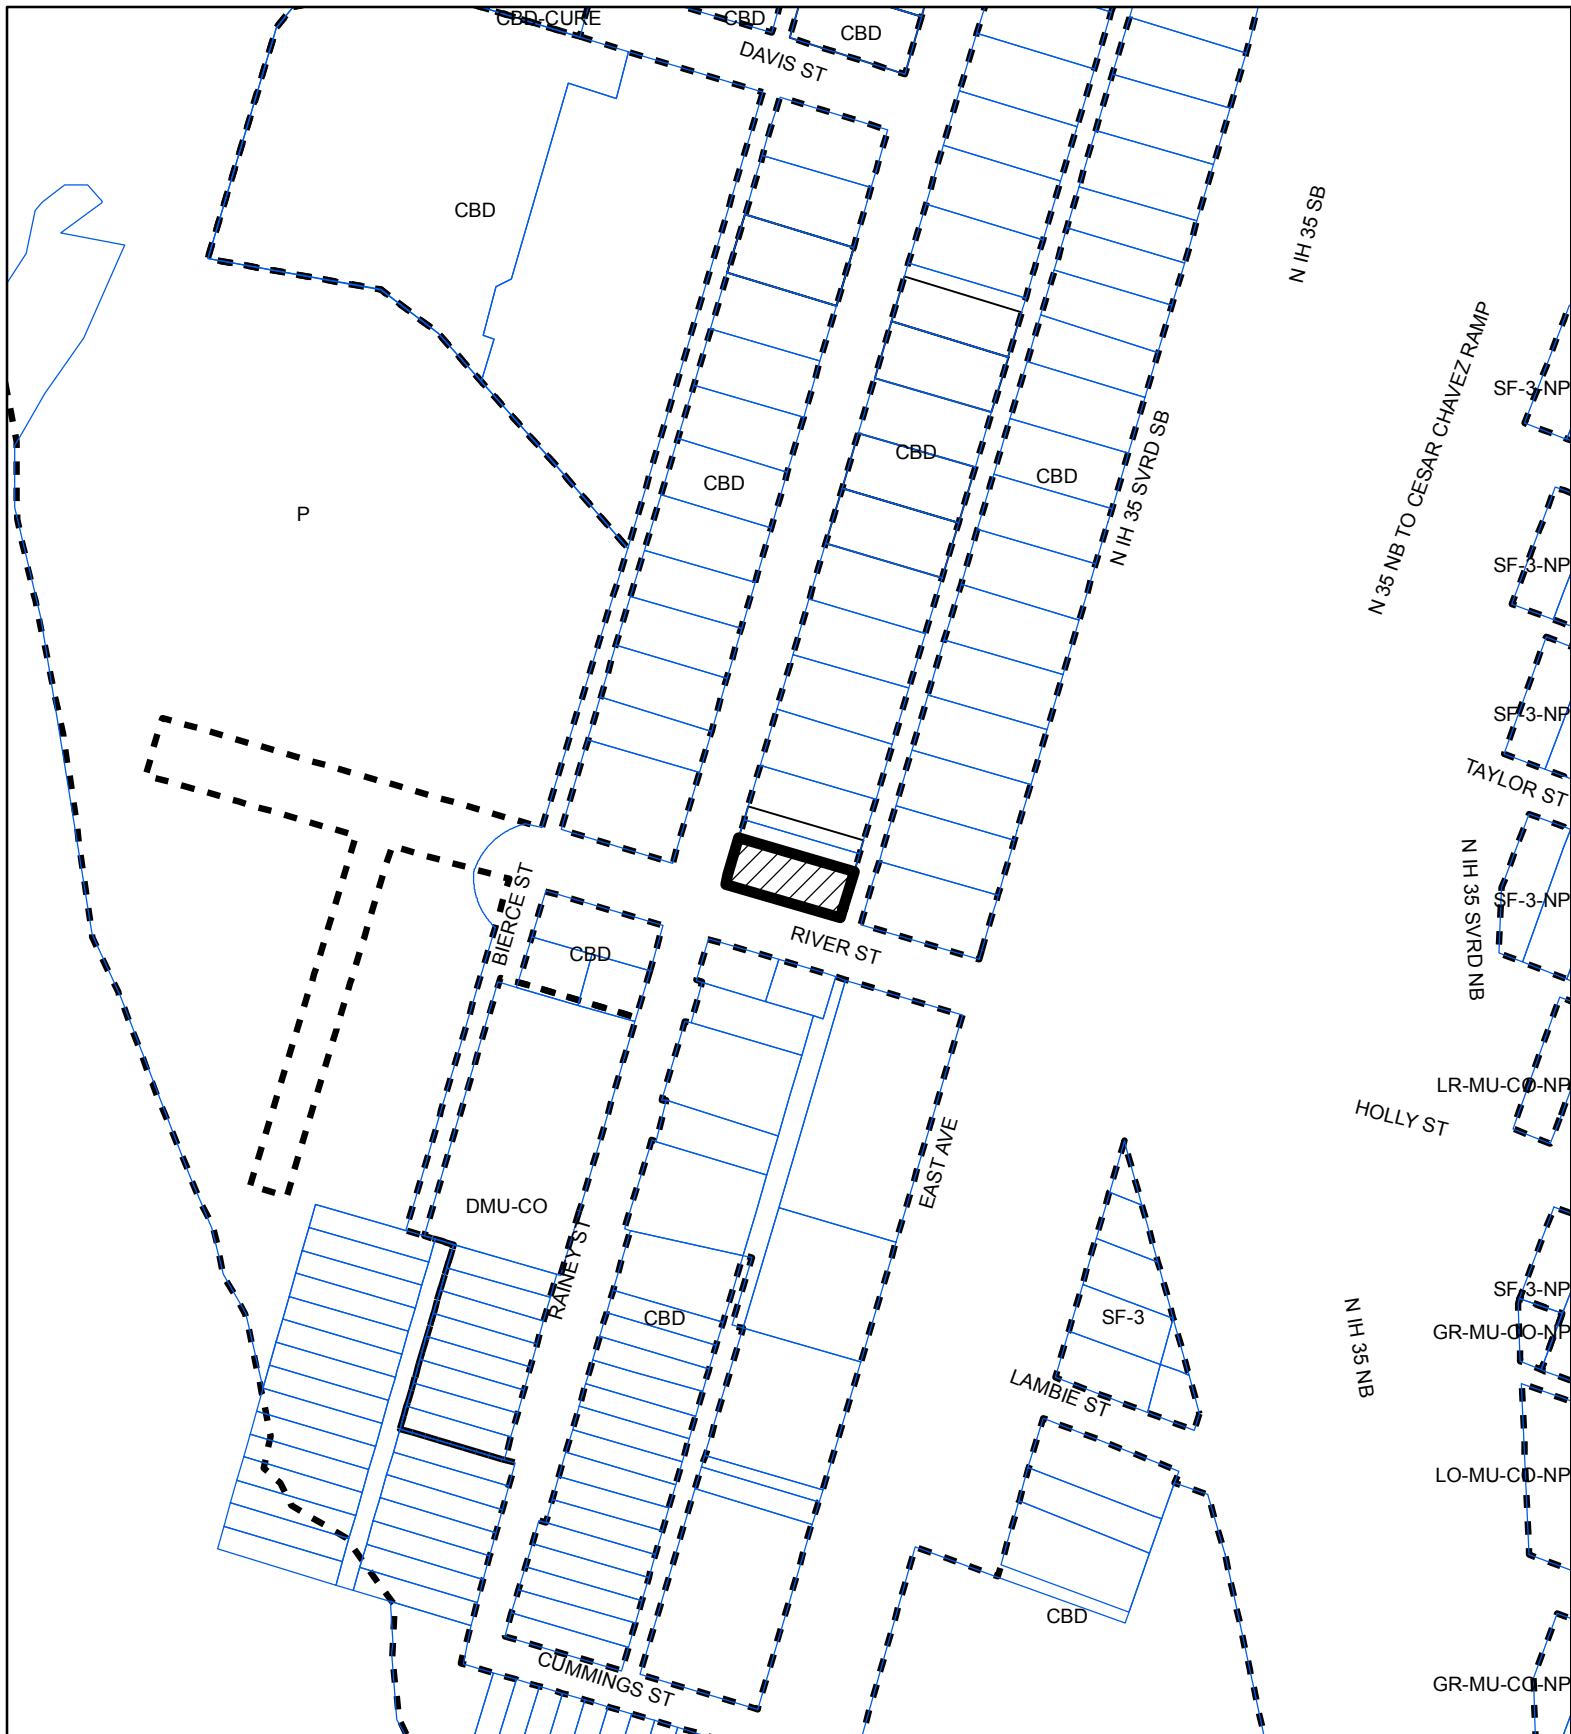 CBD-CURE
CBD
CBD
DAVIS ST
CBD
N IH 35 SB
N 35 NB TO CESAR CHAVEZ RAMP
SF-3-NP
N IH 35 SVRD SB
CBD
CBD
CBD
P
SF-3-NP
SF-3-NP
TAYLOR ST
N IH 35 SVRD NB
SF-3-NP
BIERCE ST
CBD
RIVER ST
LR-MU-CO-NP
HOLLY ST
EAST AVE
DMU-CO
RAINEY ST
CBD
SF-3
SF-3-NP
GR-MU-CO-NP
N IH 35 NB
LAMBIE ST
LO-MU-CO-NP
CBD
CUMMINGS ST
GR-MU-CO-NP